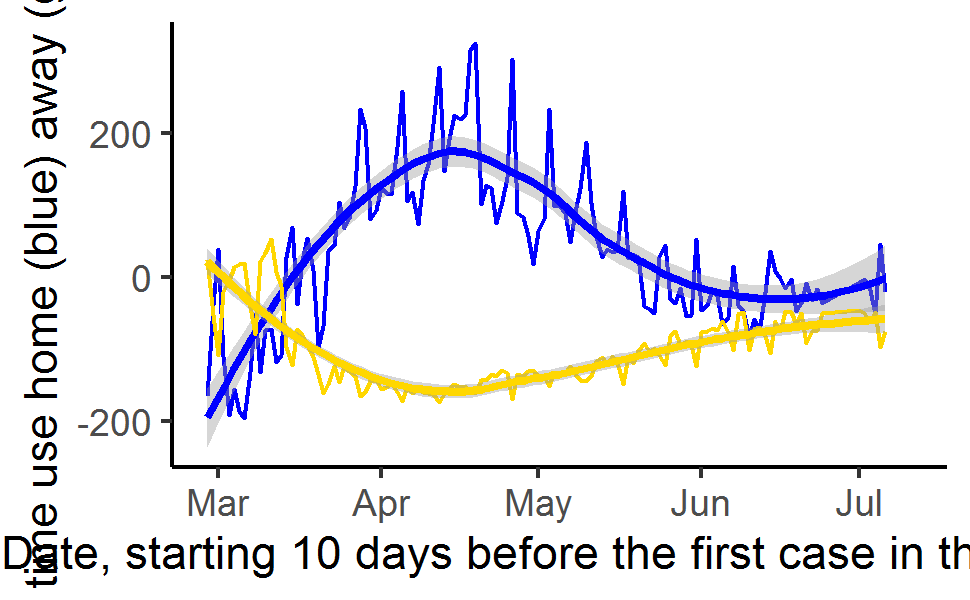 time use home (blue) away (
200
0
-200
Mar Apr May Jun Jul
Date, starting 10 days before the first case in th